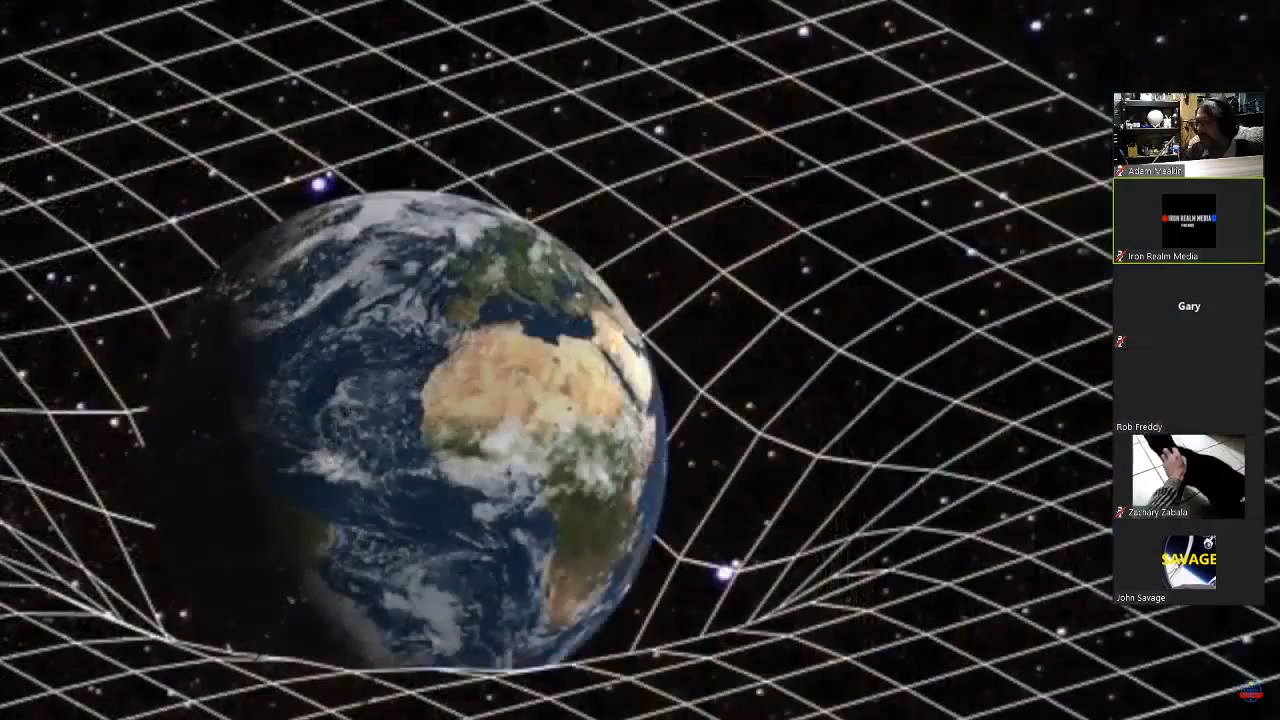 Adam Meakin
IRON REALM MEDIA
Iron Realm Media
Gary
Rob Freddy
Zachary Zabala
SAVAGE
John Savage